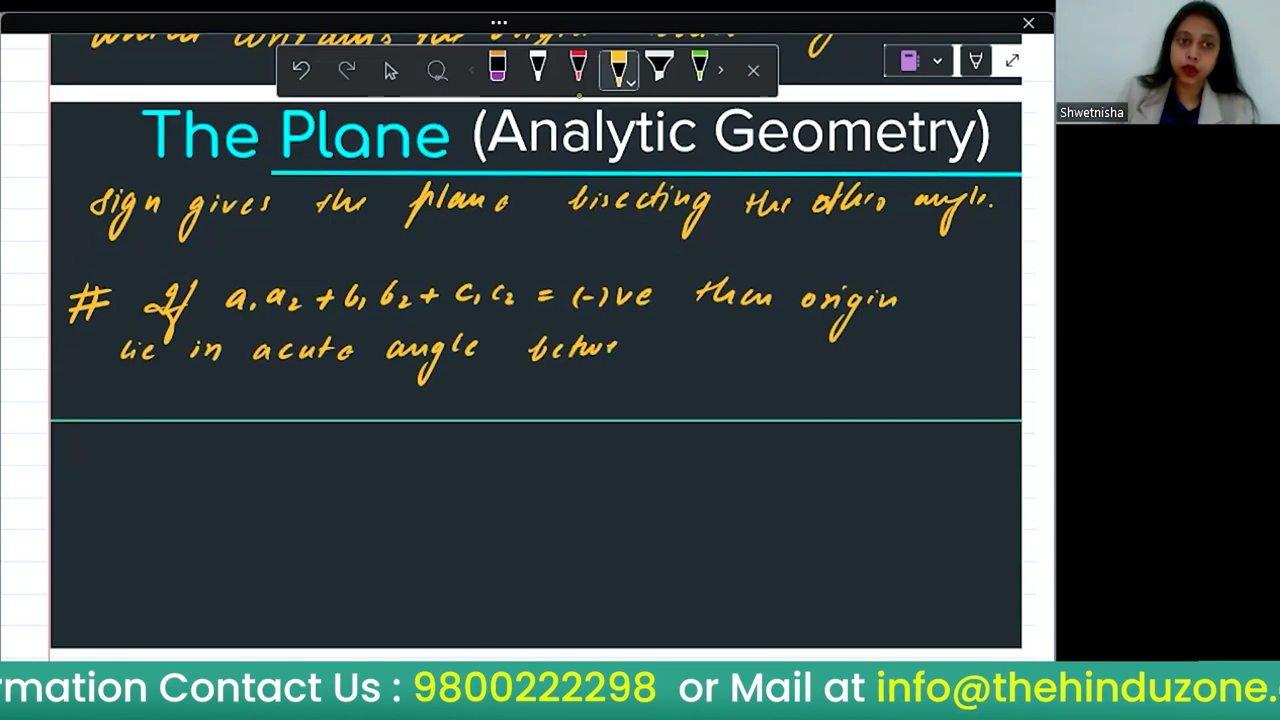 Shwetnisha
The Plane (Analytic Geometry)
sign gives the plane bisecting the other angle.
# If a₁a₂ + b₁b₂ + c₁c₂ = (-)ve then origin
lie in acute angle betwe
rmation Contact Us : 9800222298 or Mail at info@thehinduzone.